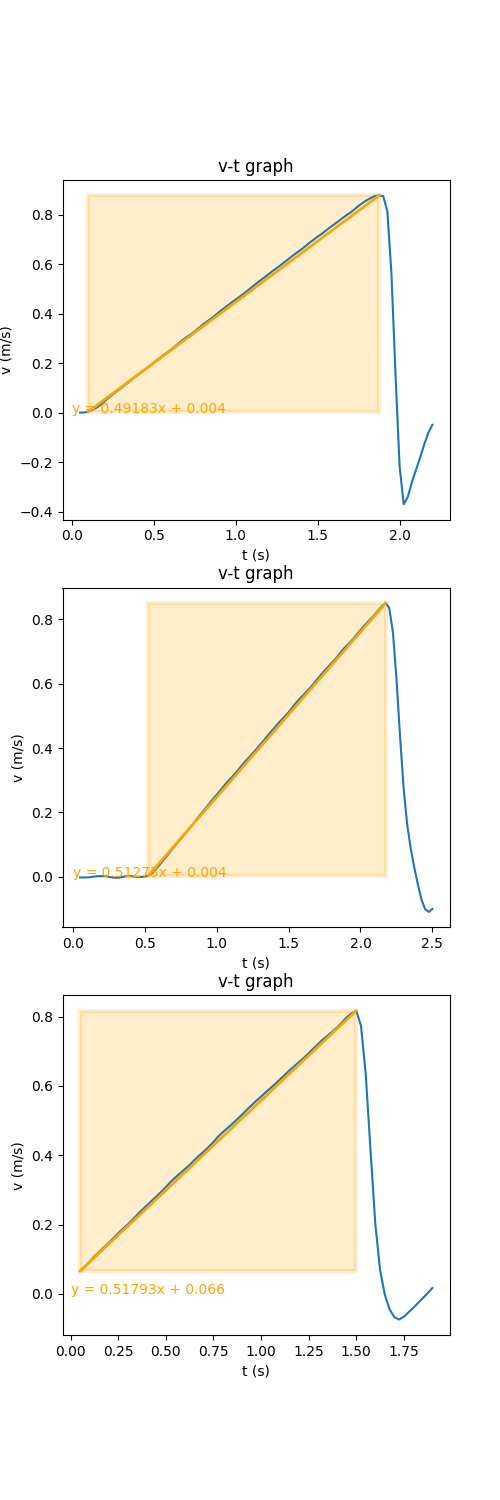 v-t graph
v (m/s)
0.8
0.6
0.4
0.2
0.0
−0.2
−0.4
y = 0.49183x + 0.004
0.0 0.5 1.0 1.5 2.0
t (s)
v-t graph
v (m/s)
0.8
0.6
0.4
0.2
0.0
y = 0.51276x + 0.004
0.0 0.5 1.0 1.5 2.0 2.5
t (s)
v-t graph
v (m/s)
0.8
0.6
0.4
0.2
0.0
y = 0.51793x + 0.066
0.00 0.25 0.50 0.75 1.00 1.25 1.50 1.75
t (s)